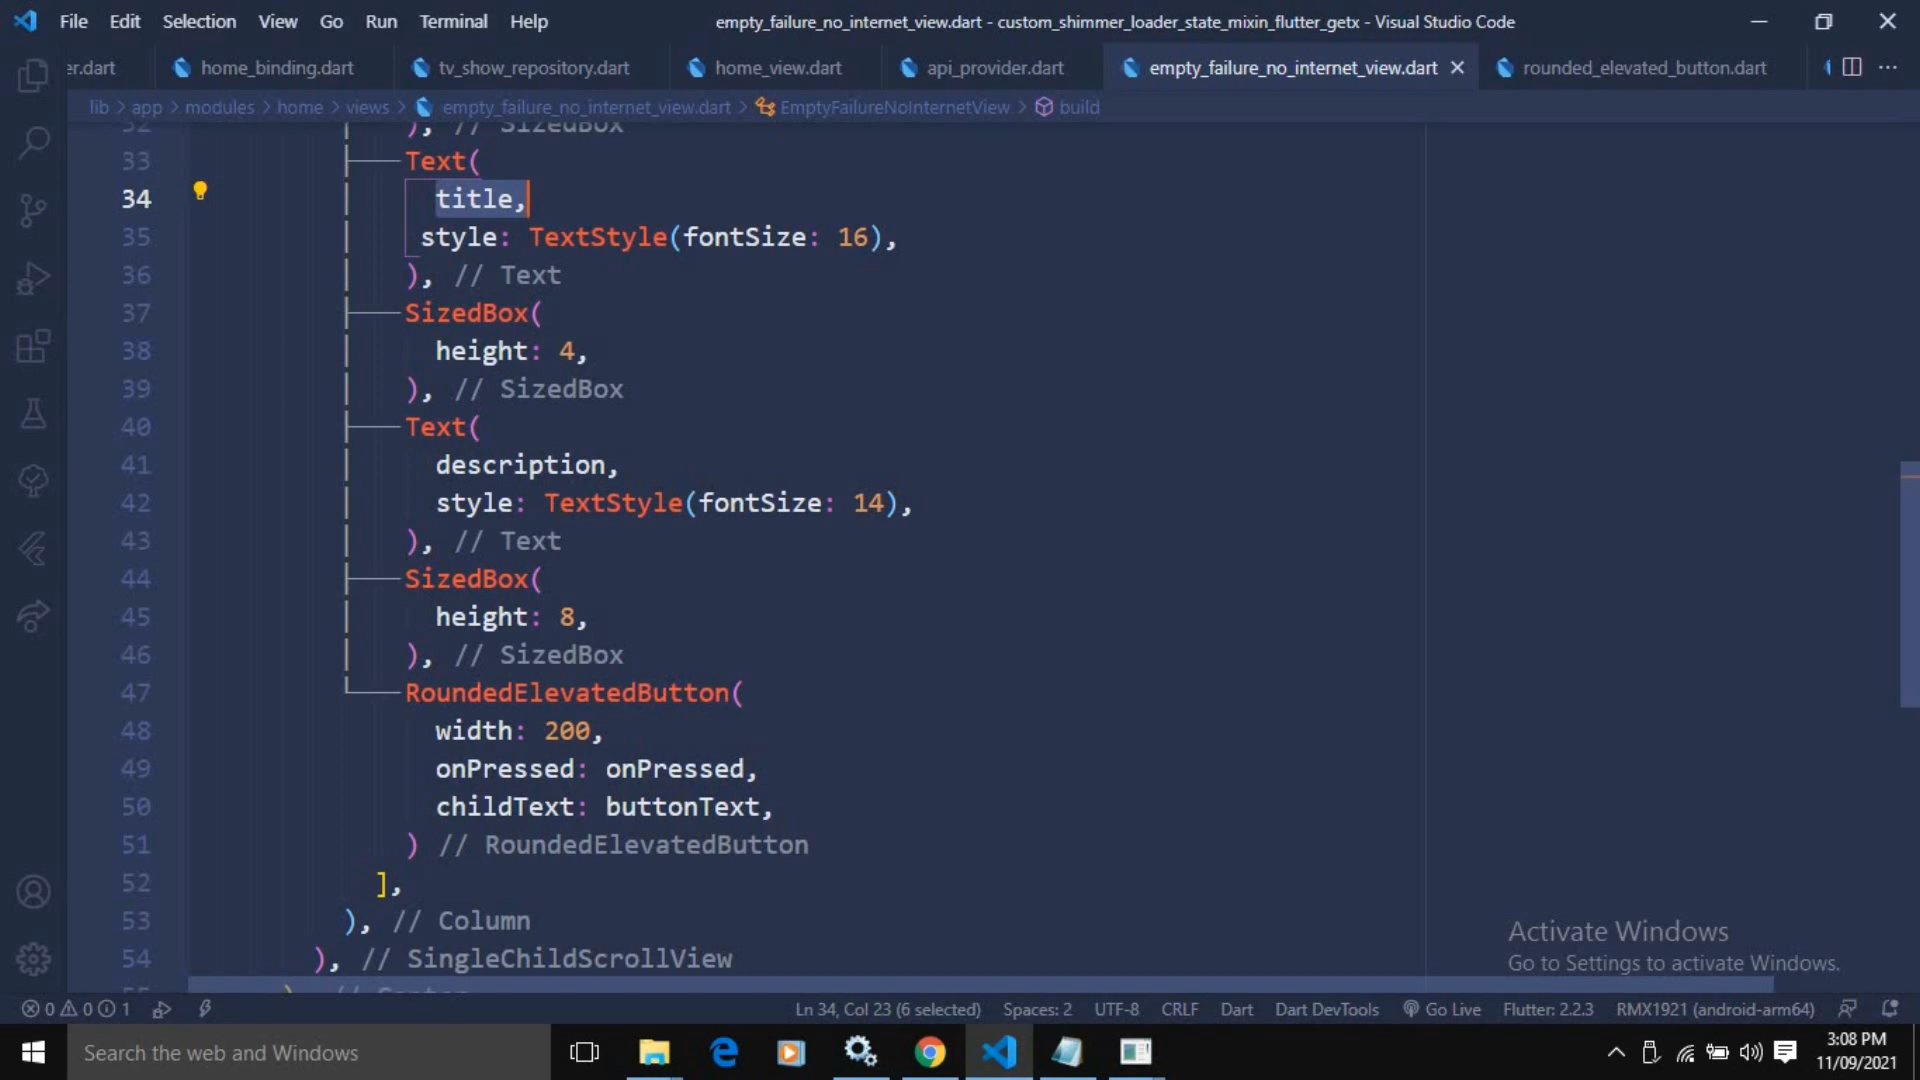 File Edit Selection View Go Run Terminal Help
empty_failure_no_internet_view.dart - custom_shimmer_loader_state_mixin_flutter_getx - Visual Studio Code
er.dart home_binding.dart tv_show_repository.dart home_view.dart api_provider.dart empty_failure_no_internet_view.dart rounded_elevated_button.dart
lib > app > modules > home > views > empty_failure_no_internet_view.dart > EmptyFailureNoInternetView > build
32 ), // SizedBox
33 Text(
34 title,
35 style: TextStyle(fontSize: 16),
36 ), // Text
37 SizedBox(
38 height: 4,
39 ), // SizedBox
40 Text(
41 description,
42 style: TextStyle(fontSize: 14),
43 ), // Text
44 SizedBox(
45 height: 8,
46 ), // SizedBox
47 RoundedElevatedButton(
48 width: 200,
49 onPressed: onPressed,
50 childText: buttonText,
51 ) // RoundedElevatedButton
52 ],
53 ), // Column
54 ), // SingleChildScrollView
55 ), // Center
Activate Windows
Go to Settings to activate Windows.
0 0 1 Ln 34, Col 23 (6 selected) Spaces: 2 UTF-8 CRLF Dart Dart DevTools Go Live Flutter: 2.2.3 RMX1921 (android-arm64)
Search the web and Windows
3:08 PM
11/09/2021